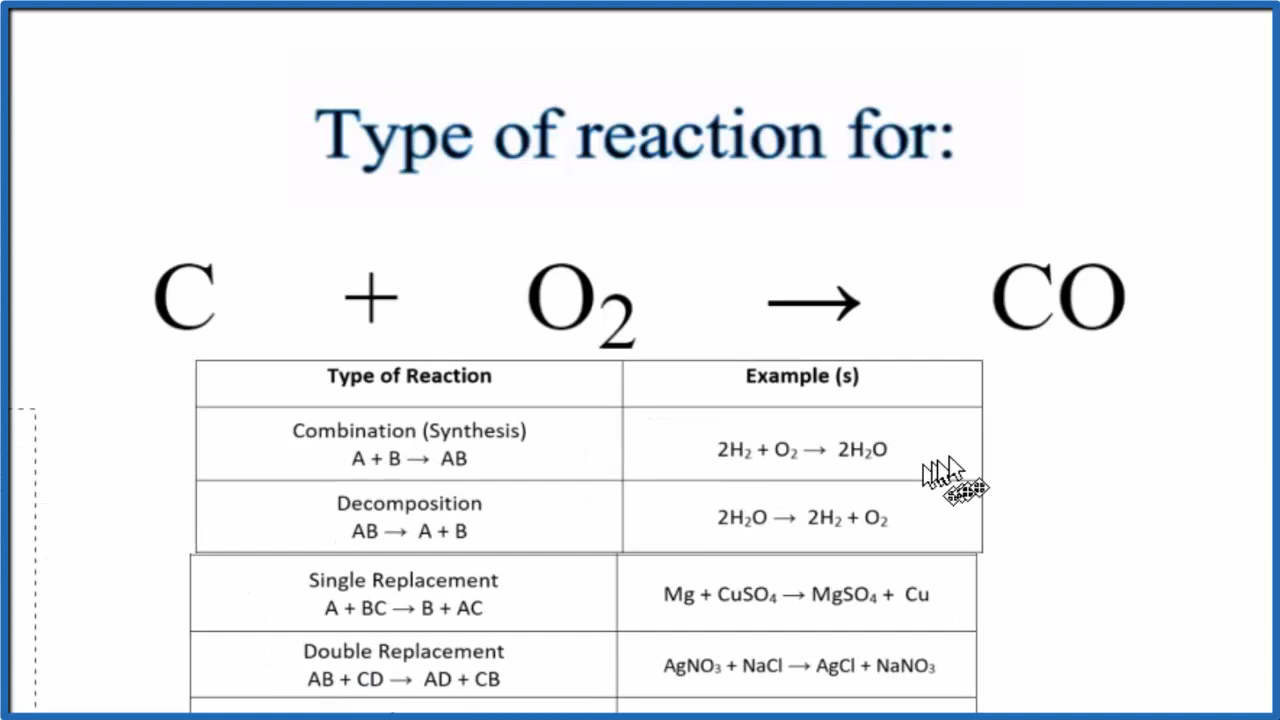 Type of reaction for:
C + O₂ → CO
Type of Reaction Example (s)
Combination (Synthesis)
A + B → AB
2H₂ + O₂ → 2H₂O
Decomposition
AB → A + B
2H₂O → 2H₂ + O₂
Single Replacement
A + BC → B + AC
Mg + CuSO₄ → MgSO₄ + Cu
Double Replacement
AB + CD → AD + CB
AgNO₃ + NaCl → AgCl + NaNO₃